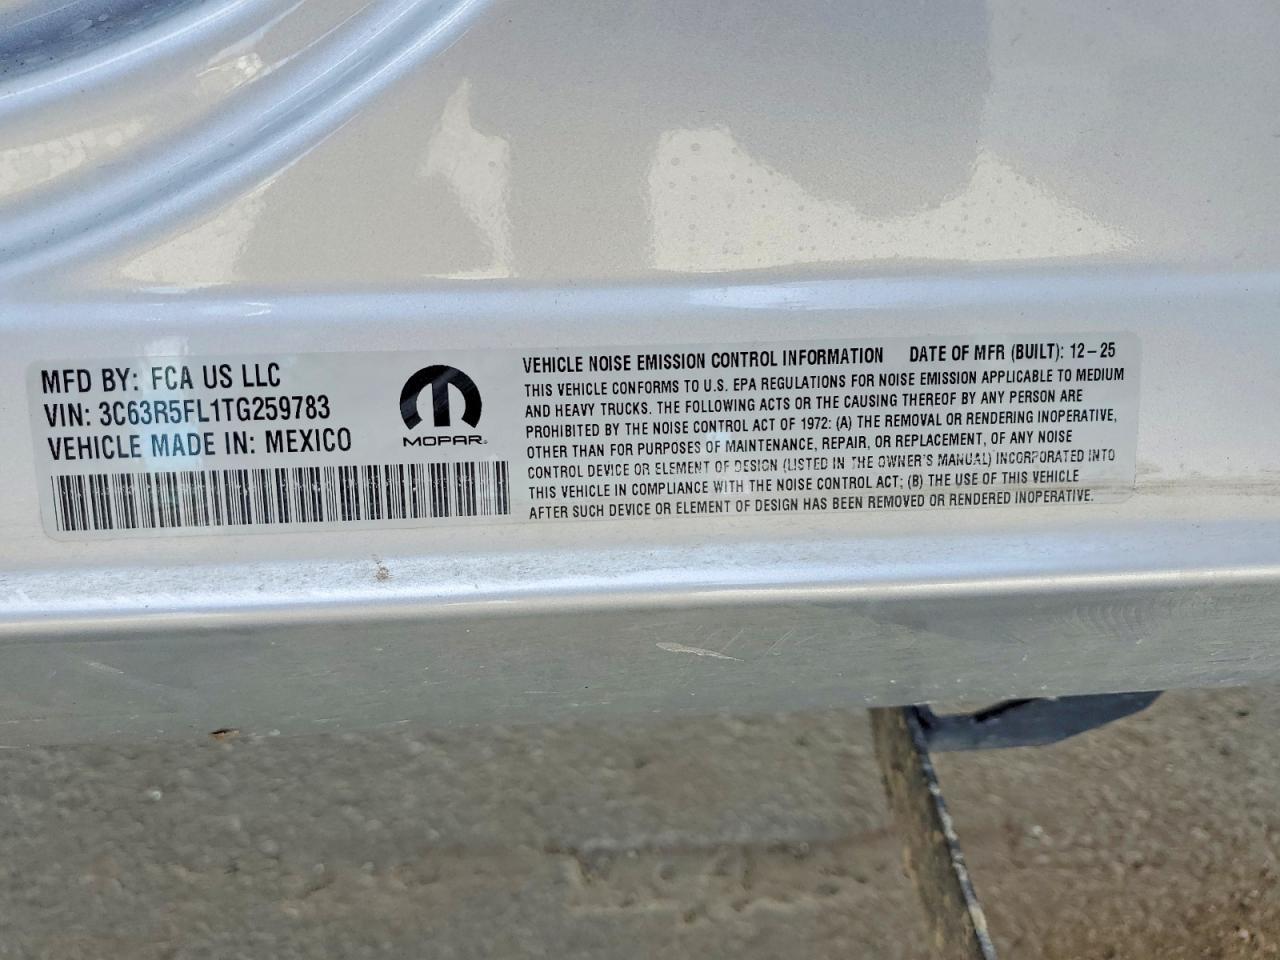 MFD BY: FCA US LLC
VIN: 3C63R5FL1TG259783
VEHICLE MADE IN: MEXICO
MOPAR®
VEHICLE NOISE EMISSION CONTROL INFORMATION DATE OF MFR (BUILT): 12-25
THIS VEHICLE CONFORMS TO U.S. EPA REGULATIONS FOR NOISE EMISSION APPLICABLE TO MEDIUM
AND HEAVY TRUCKS. THE FOLLOWING ACTS OR THE CAUSING THEREOF BY ANY PERSON ARE
PROHIBITED BY THE NOISE CONTROL ACT OF 1972: (A) THE REMOVAL OR RENDERING INOPERATIVE,
OTHER THAN FOR PURPOSES OF MAINTENANCE, REPAIR, OR REPLACEMENT, OF ANY NOISE
CONTROL DEVICE OR ELEMENT OF DESIGN (LISTED IN THE OWNER'S MANUAL) INCORPORATED INTO
THIS VEHICLE IN COMPLIANCE WITH THE NOISE CONTROL ACT; (B) THE USE OF THIS VEHICLE
AFTER SUCH DEVICE OR ELEMENT OF DESIGN HAS BEEN REMOVED OR RENDERED INOPERATIVE.